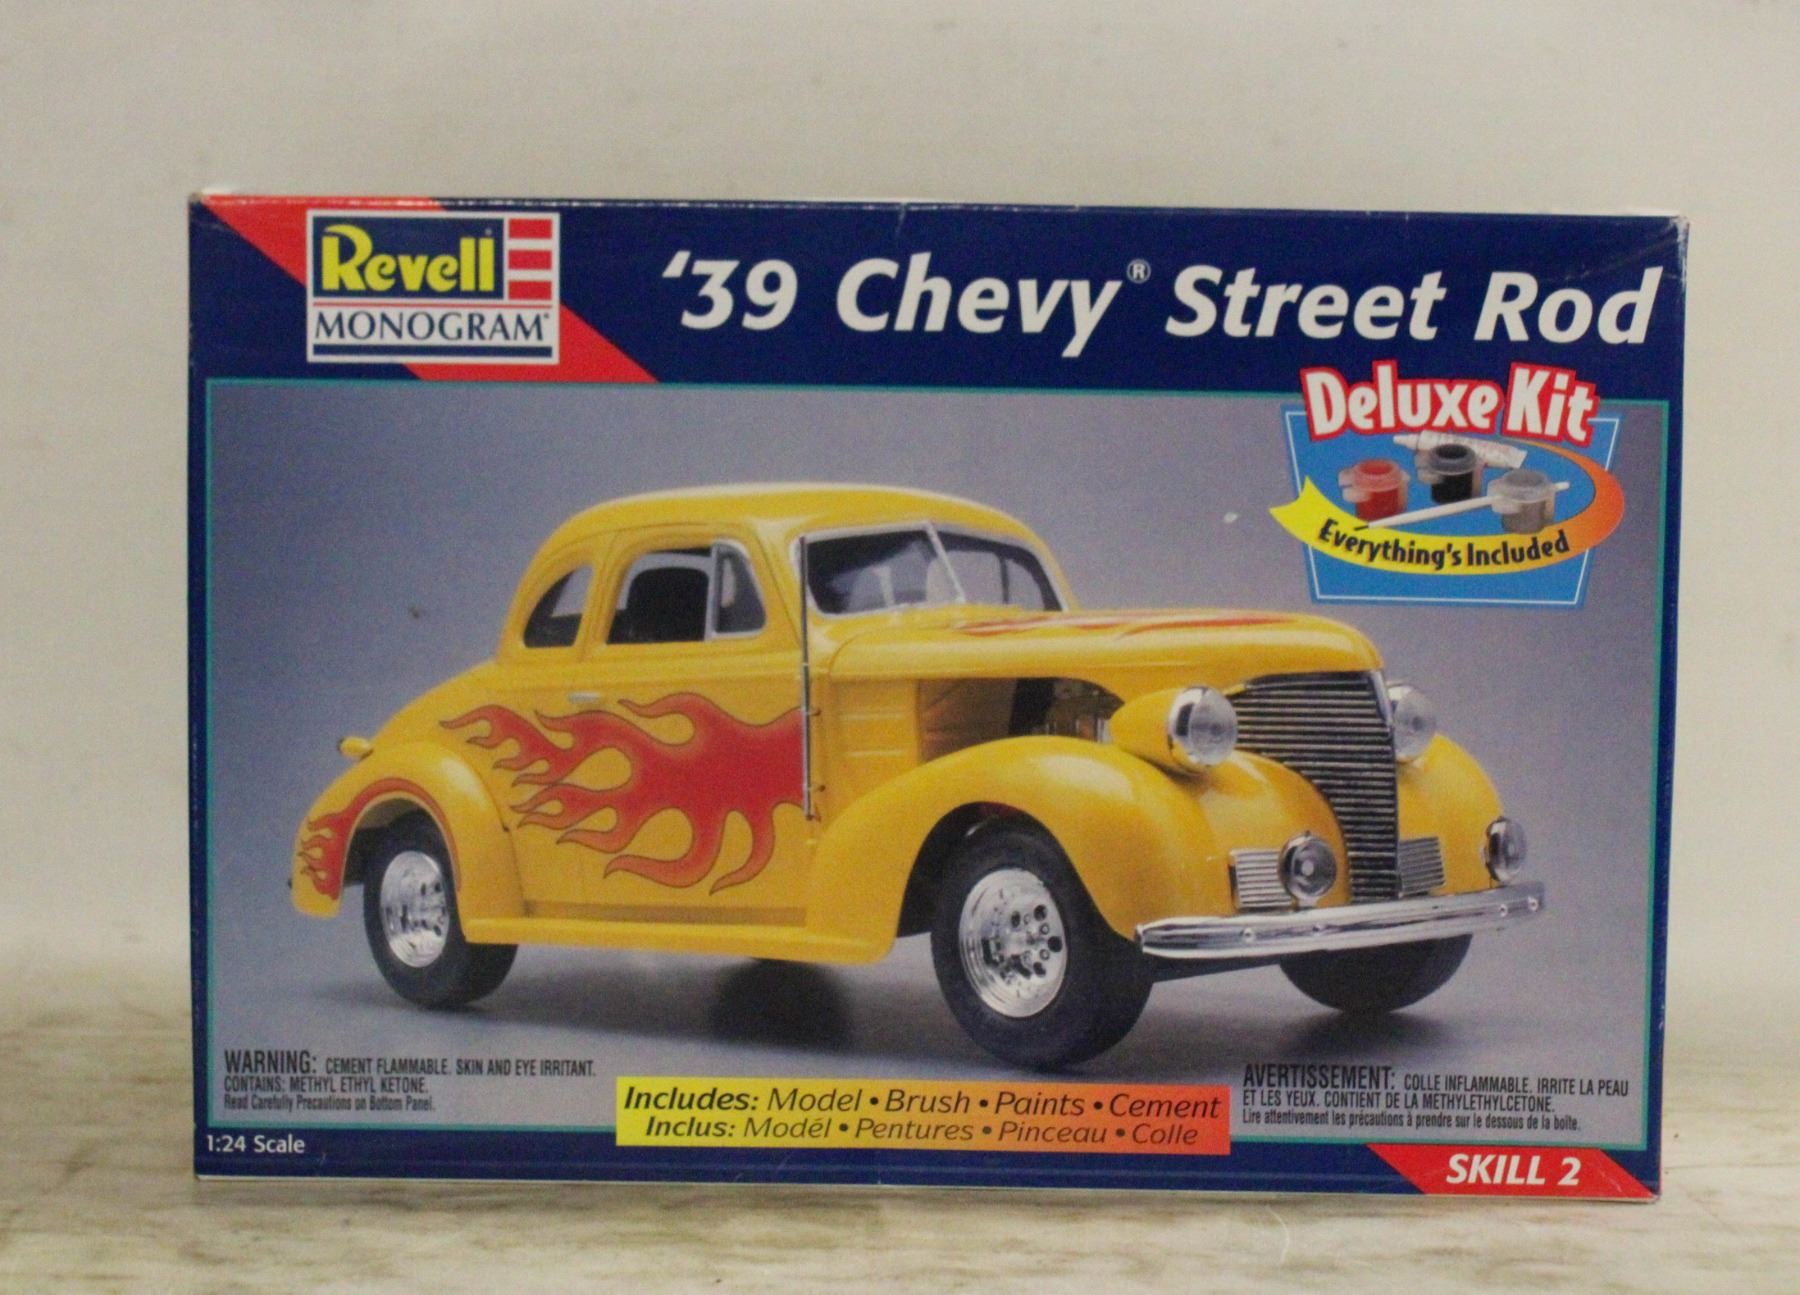 Revell
MONOGRAM®
'39 Chevy® Street Rod
Deluxe Kit
Everything's Included
WARNING: CEMENT FLAMMABLE. SKIN AND EYE IRRITANT.
CONTAINS: METHYL ETHYL KETONE.
Read Carefully Precautions on Bottom Panel.
Includes: Model • Brush • Paints • Cement
Inclus: Modél • Pentures • Pinceau • Colle
AVERTISSEMENT: COLLE INFLAMMABLE. IRRITE LA PEAU
ET LES YEUX. CONTIENT DE LA METHYLETHYLCETONE.
Lire attentivement les précautions à prendre sur le dessous de la boîte.
1:24 Scale
SKILL 2